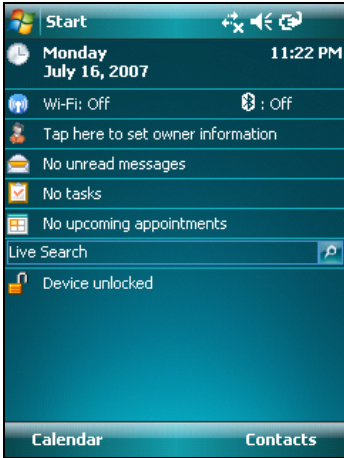 Start
Monday 11:22 PM
July 16, 2007
Wi-Fi: Off : Off
Tap here to set owner information
No unread messages
No tasks
No upcoming appointments
Live Search
Device unlocked
Calendar Contacts